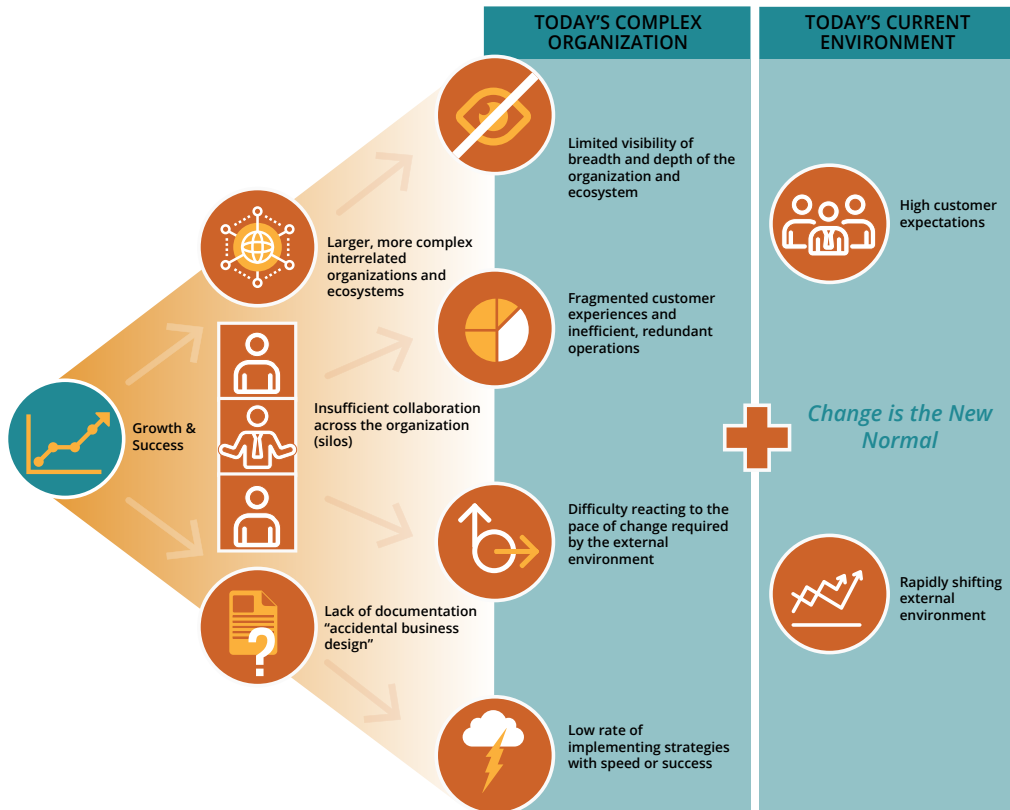 TODAY'S COMPLEX
ORGANIZATION
TODAY'S CURRENT
ENVIRONMENT
Growth &
Success
Larger, more complex
interrelated
organizations and
ecosystems
Insufficient collaboration
across the organization
(silos)
Lack of documentation
“accidental business
design”
?
Limited visibility of
breadth and depth of the
organization and
ecosystem
Fragmented customer
experiences and
inefficient, redundant
operations
Difficulty reacting to the
pace of change required
by the external
environment
Low rate of
implementing strategies
with speed or success
High customer
expectations
Change is the New
Normal
Rapidly shifting
external
environment